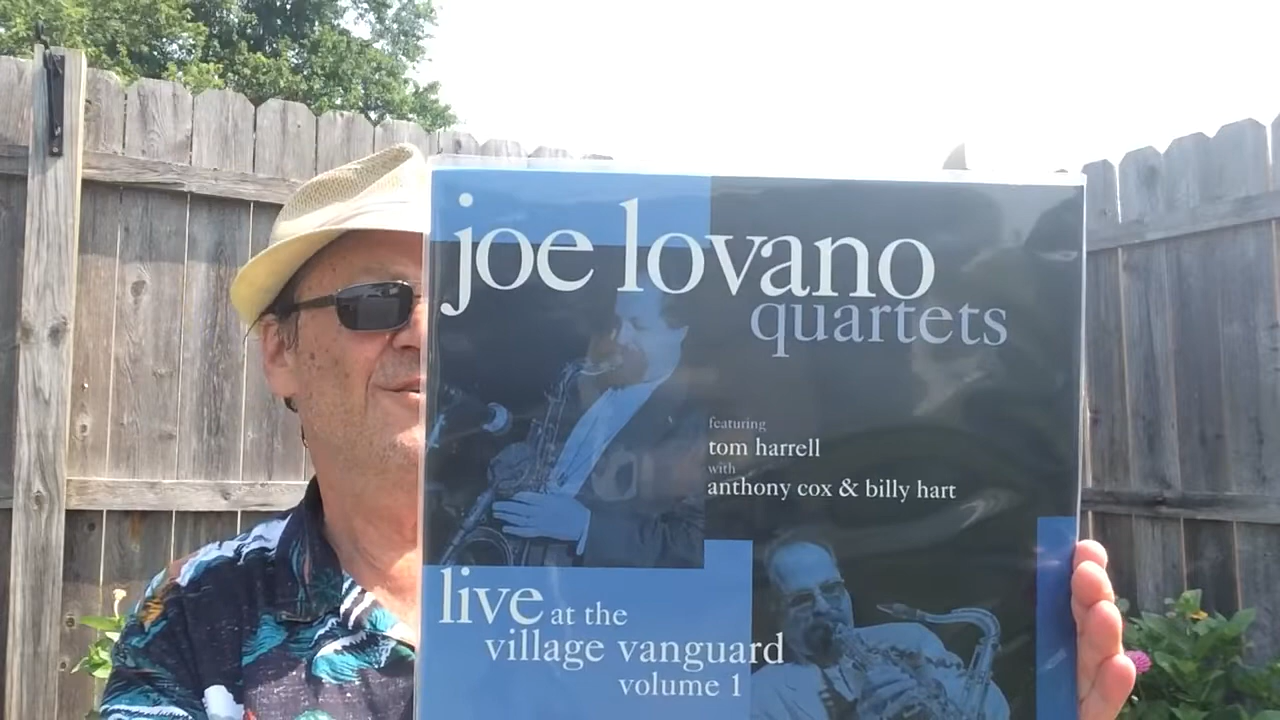 joe lovano
quartets
featuring
tom harrell
with
anthony cox & billy hart
live at the
village vanguard
volume 1